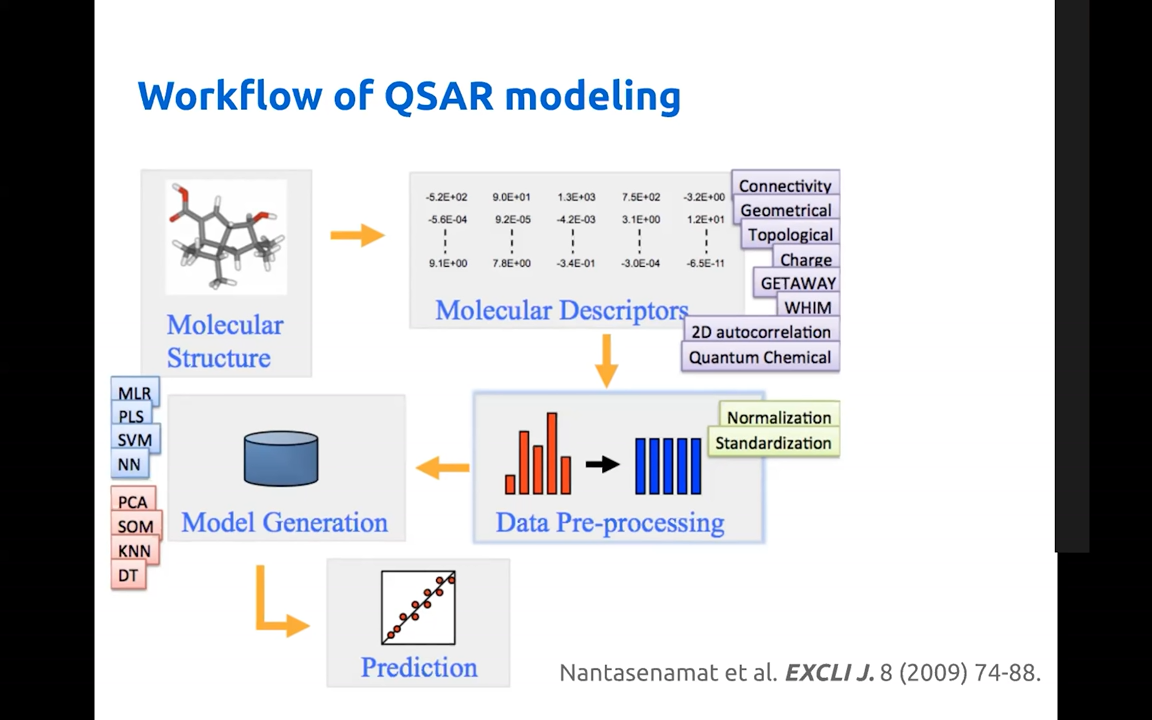 Workflow of QSAR modeling
Molecular
Structure
-5.2E+02 9.0E+01 1.3E+03 7.5E+02 -3.2E+00
-5.6E-04 9.2E-05 -4.2E-03 3.1E+00 1.2E+01
9.1E+00 7.8E+00 -3.4E-01 -3.0E-04 -6.5E-11
Molecular Descriptors
Connectivity
Geometrical
Topological
Charge
GETAWAY
WHIM
2D autocorrelation
Quantum Chemical
Normalization
Standardization
Data Pre-processing
MLR
PLS
SVM
NN
PCA
SOM
KNN
DT
Model Generation
Prediction
Nantasenamat et al. EXCLI J. 8 (2009) 74-88.